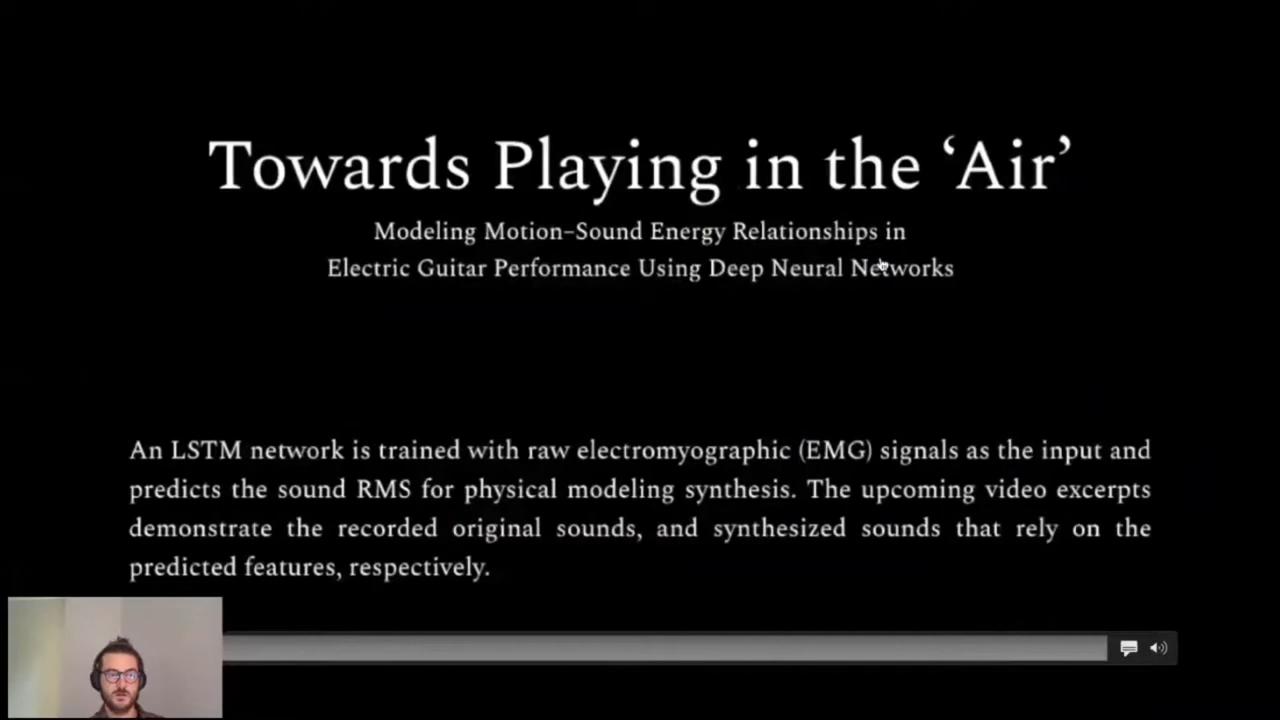 Towards Playing in the ‘Air’
Modeling Motion–Sound Energy Relationships in
Electric Guitar Performance Using Deep Neural Networks
An LSTM network is trained with raw electromyographic (EMG) signals as the input and
predicts the sound RMS for physical modeling synthesis. The upcoming video excerpts
demonstrate the recorded original sounds, and synthesized sounds that rely on the
predicted features, respectively.